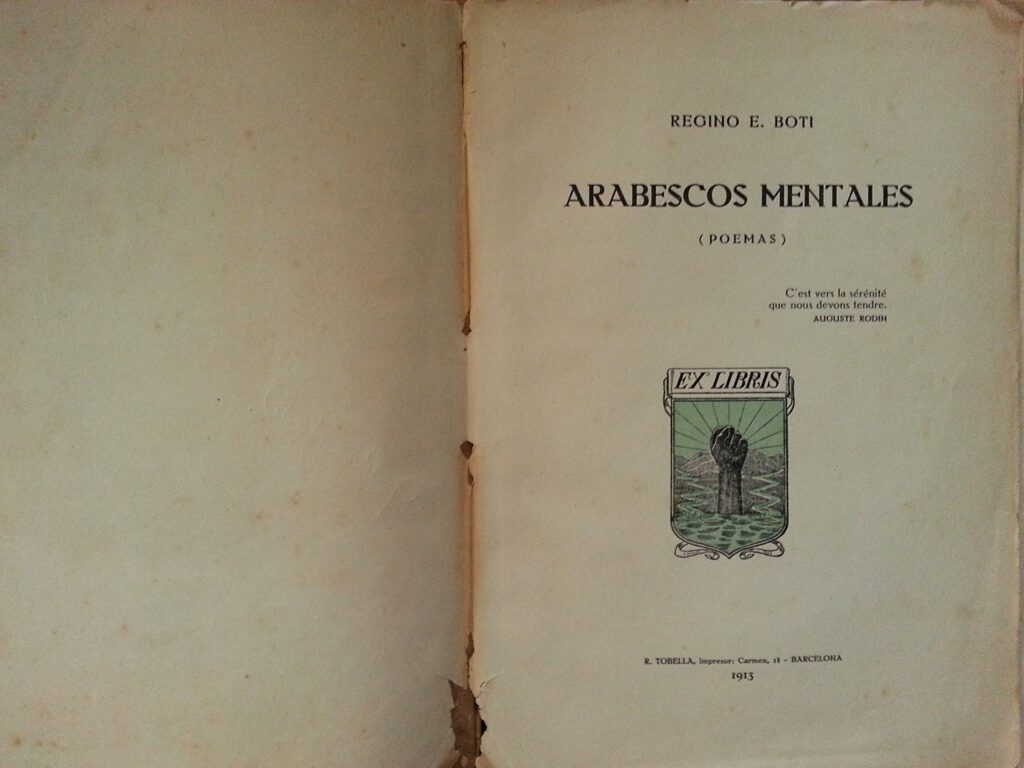 REGINO E. BOTI
ARABESCOS MENTALES
(POEMAS)
C'est vers la sérénité
que nous devons tendre.
AUGUSTE RODIN
EX LIBRIS
R. TOBELLA, impresor: Carmen, 18 - BARCELONA
1913